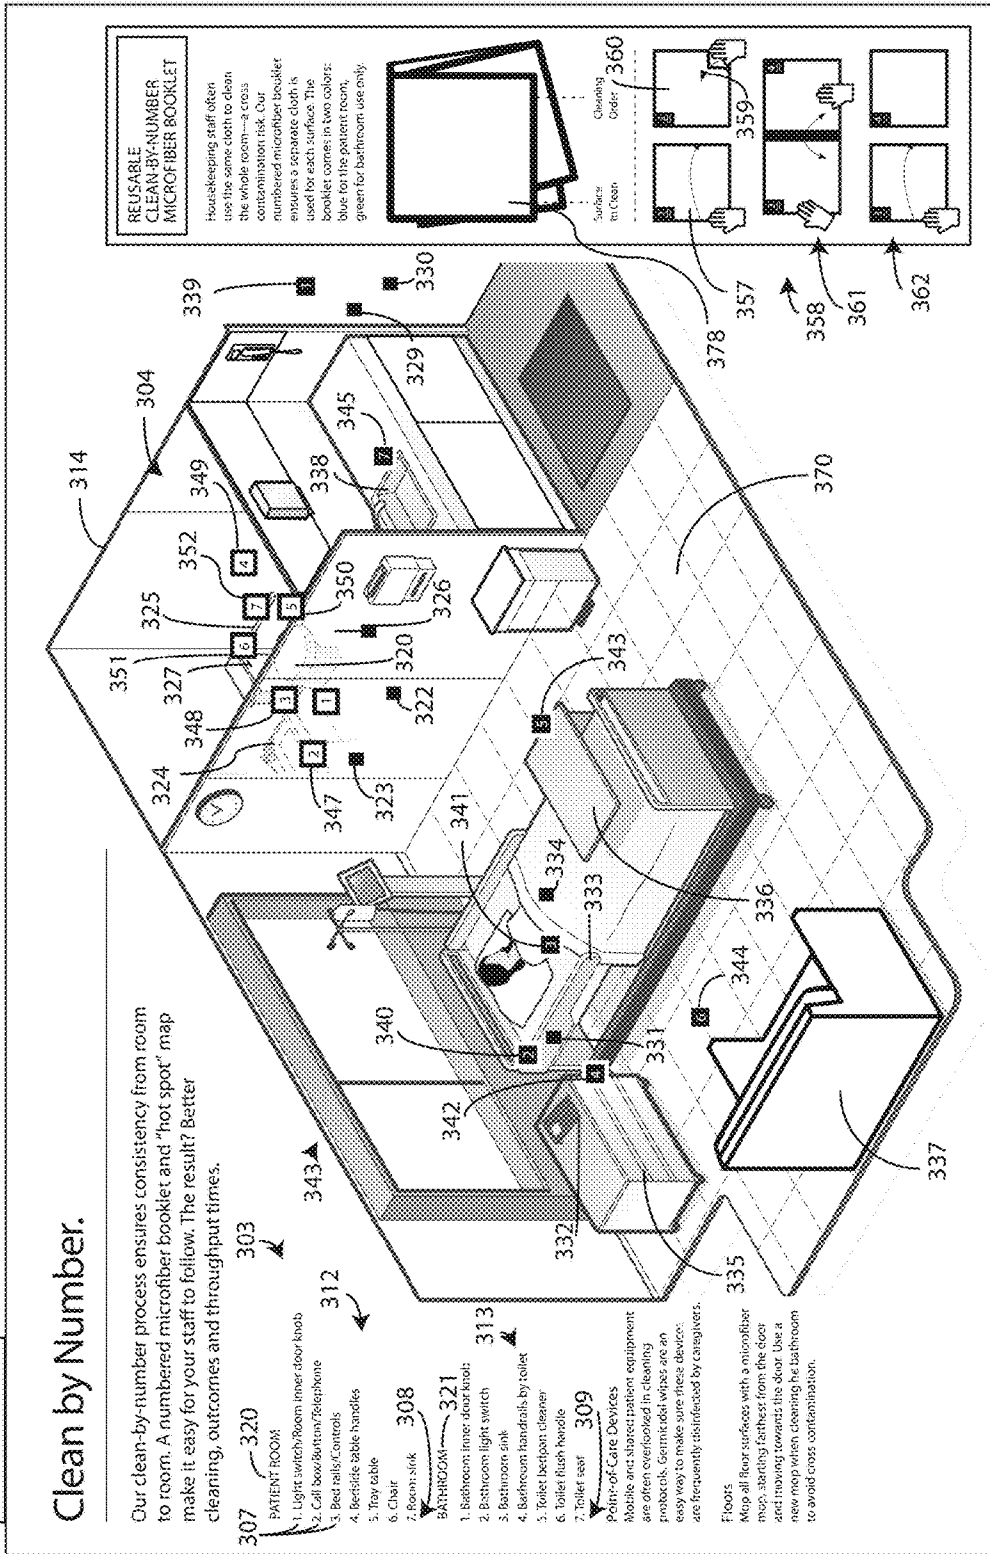 Clean by Number.
Our clean-by-number process ensures consistency from room
to room. A numbered microfiber booklet and "hot spot" map
make it easy for your staff to follow. The result? Better
cleaning, outcomes and throughput times.
307
320
PATIENT ROOM
1. Light switch/Room inner door knob
2. Call box/Button/Telephone
3. Bed rails/Controls
4. Bedside table handles
5. Tray table
6. Chair
7. Room sink
308
BATHROOM
321
1. Bathroom inner door knob
2. Bathroom light switch
3. Bathroom sink
4. Bathroom handrails by toilet
5. Toilet bedpan cleaner
6. Toilet flush handle
7. Toilet seat
309
Point-of-Care Devices
Mobile and shared patient equipment
are often overlooked in cleaning
protocols. Germicidal wipes are an
easy way to make sure these devices
are frequently disinfected by caregivers.
Floors
Mop all floor surfaces with a microfiber
mop, starting farthest from the door
and moving towards the door. Use a
new mop when cleaning he bathroom
to avoid cross contamination.
303
312
313
343
314
304
349
4
352
7
325
5
350
351
6
327
348
3
1
324
2
347
320
322
323
326
339
330
329
345
7
338
340
2
341
3
334
333
331
342
4
332
335
336
343
5
344
6
337
370
REUSABLE
CLEAN-BY-NUMBER
MICROFIBER BOOKLET
Housekeeping staff often
use the same cloth to clean
the whole room—a cross
contamination risk. Our
numbered microfiber booklet
ensures a separate cloth is
used for each surface. The
booklet comes in two colors:
blue for the patient room,
green for bathroom use only.
378
Surface
to Clean
Cleaning
Order
360
357
359
358
361
362